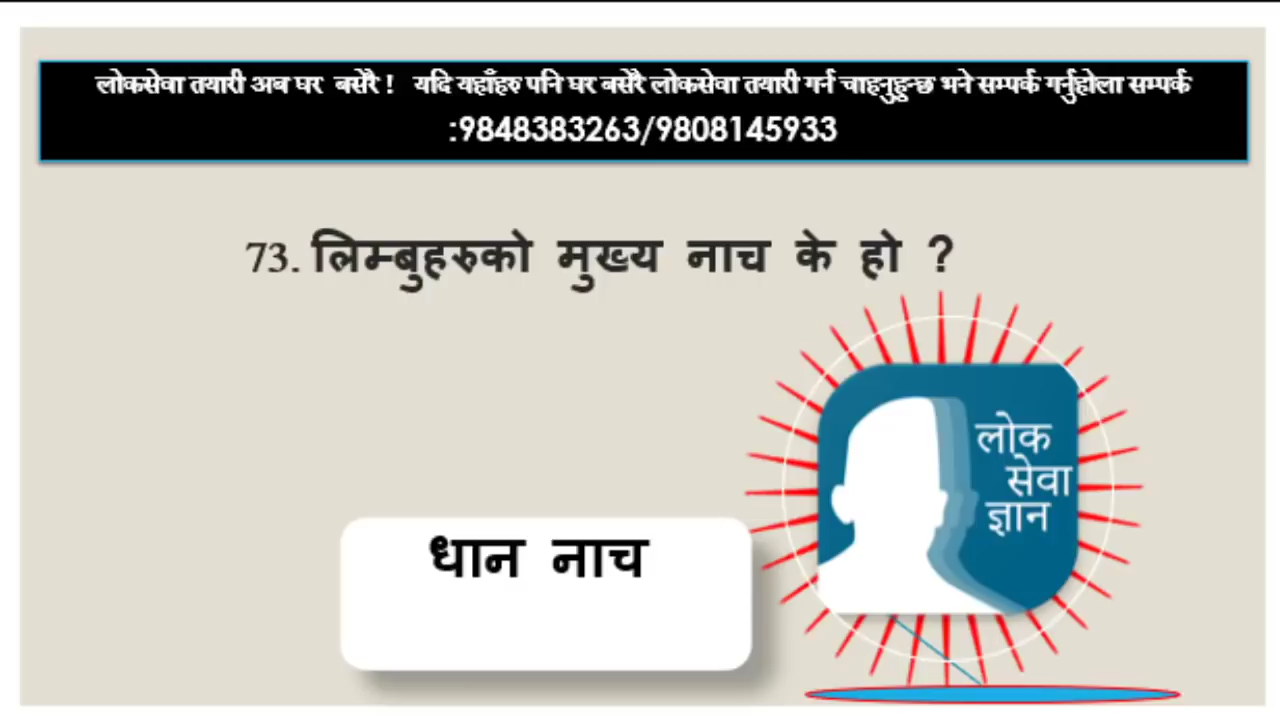 लोकसेवा तयारी अब घर बसेरै ! यदि यहाँहरु पनि घर बसेरै लोकसेवा तयारी गर्न चाहनुहुन्छ भने सम्पर्क गर्नुहोला सम्पर्क
:9848383263/9808145933
73. लिम्बुहरुको मुख्य नाच के हो ?
लोक
सेवा
ज्ञान
धान नाच